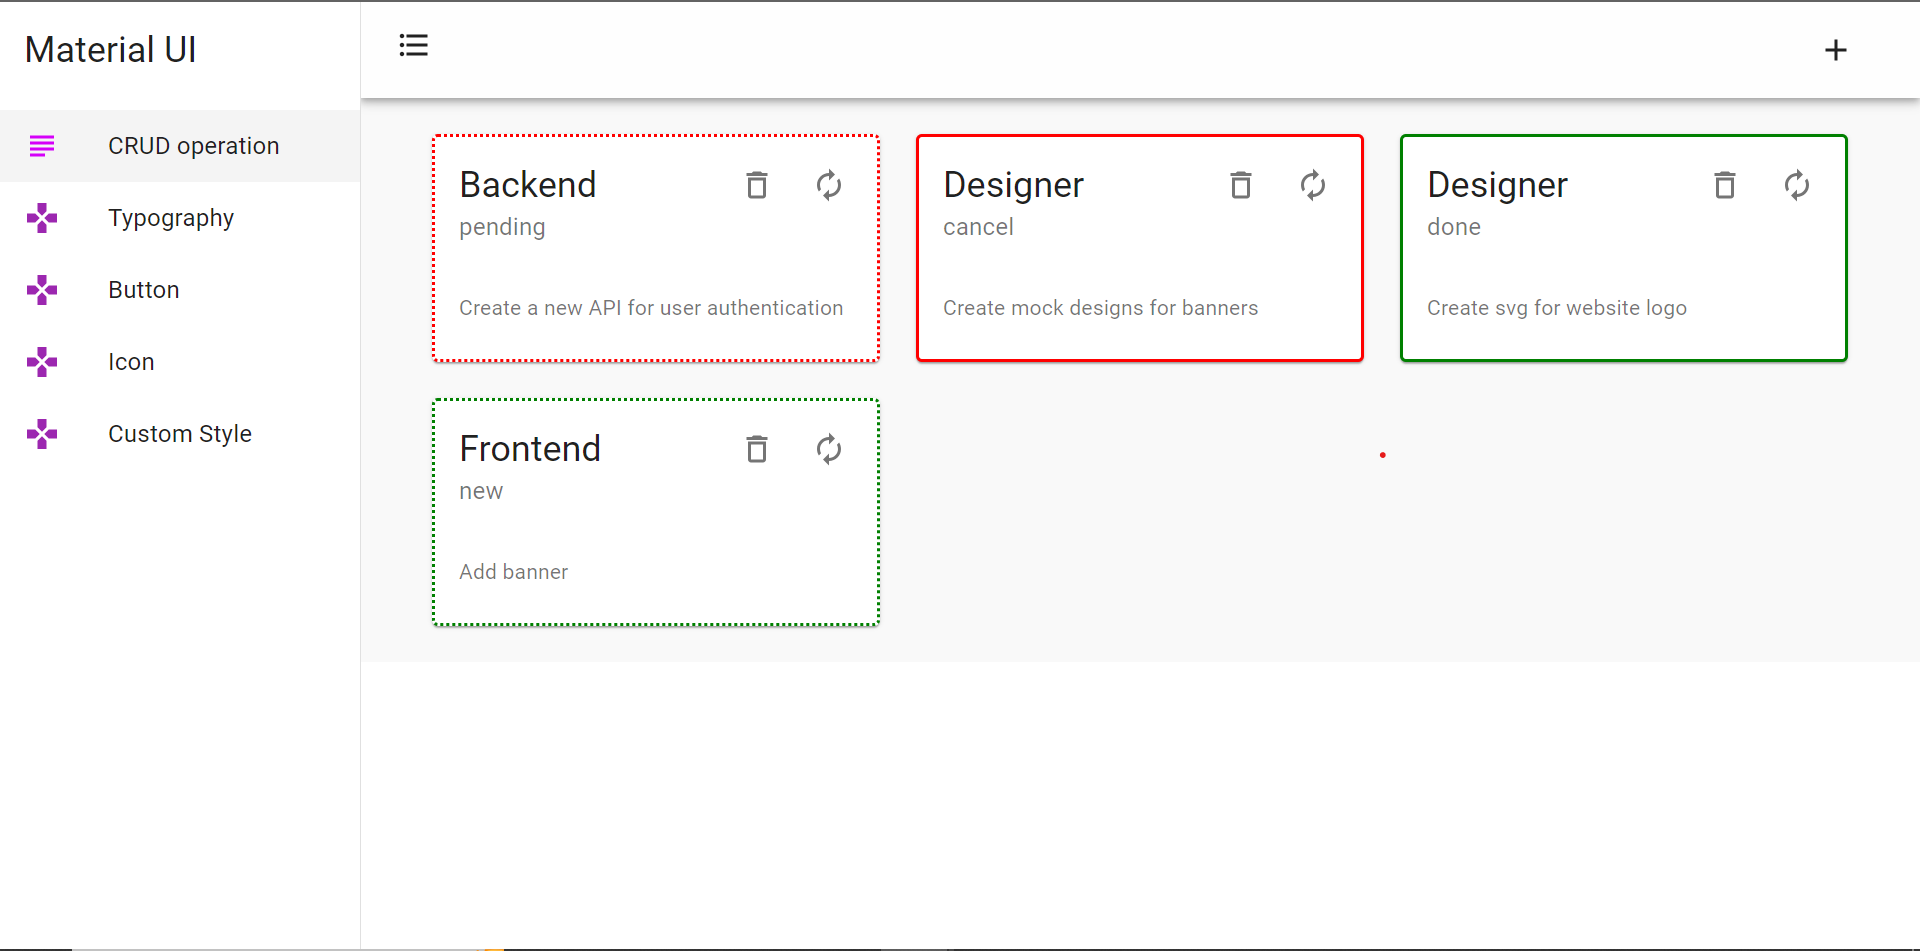 Material UI
CRUD operation
Typography
Button
Icon
Custom Style
Backend
pending
Create a new API for user authentication
Designer
cancel
Create mock designs for banners
Designer
done
Create svg for website logo
Frontend
new
Add banner